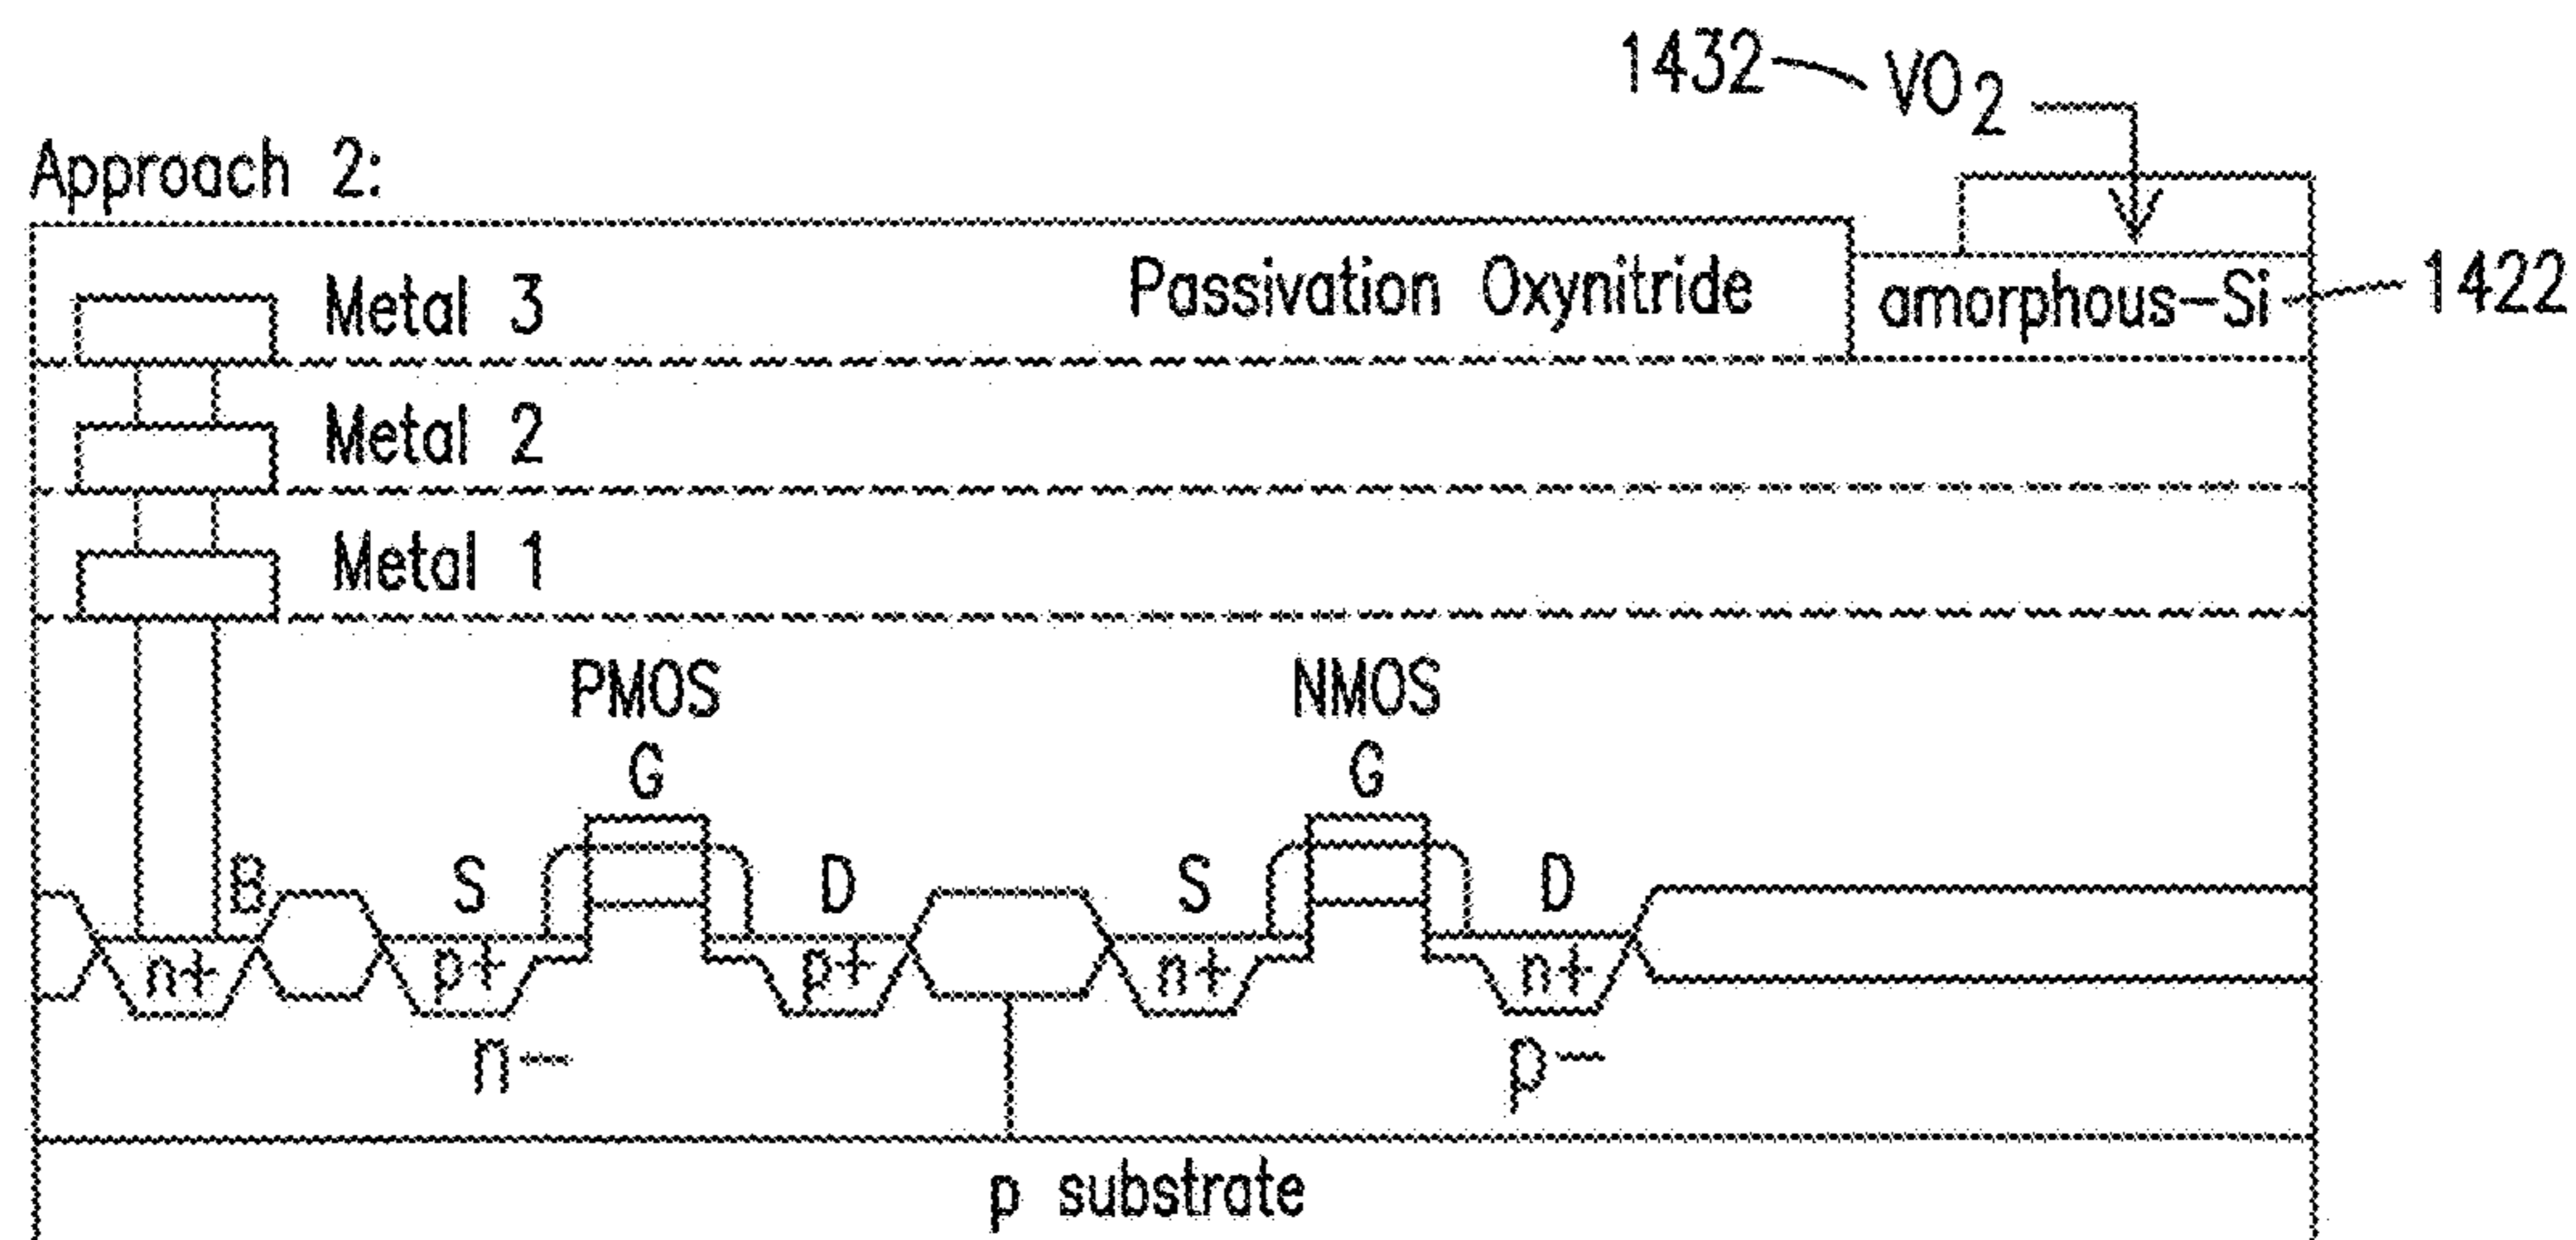 1432 VO2
Approach 2:
Metal 3 Passivation Oxynitride amorphous-Si 1422
Metal 2
Metal 1
PMOS NMOS
G G
B S D S D
n+ p+ p+ n+ n+
n- p-
p substrate